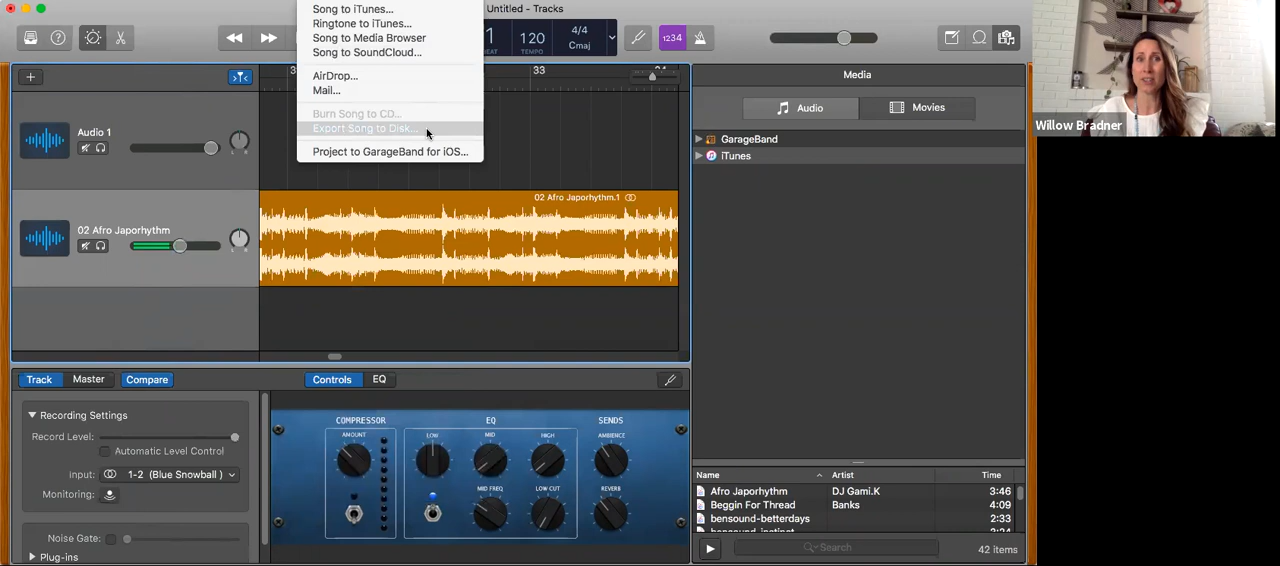 Untitled - Tracks
Song to iTunes...
Ringtone to iTunes...
Song to Media Browser
Song to SoundCloud...
AirDrop...
Mail...
Burn Song to CD...
Export Song to Disk...
Project to GarageBand for iOS...
1
BEAT
120
TEMPO
4/4
Cmaj
1234
3
33
34
Audio 1
L R
02 Afro Japorhythm
L R
02 Afro Japorhythm.1
Media
Audio
Movies
GarageBand
iTunes
Willow Bradner
Track
Master
Compare
Controls
EQ
Recording Settings
Record Level:
Automatic Level Control
Input:
1-2 (Blue Snowball )
Monitoring:
Noise Gate:
Plug-ins
COMPRESSOR
AMOUNT
EQ
LOW
MID
HIGH
MID FREQ
LOW CUT
SENDS
AMBIENCE
REVERB
Name
Artist
Time
Afro Japorhythm
DJ Gami.K
3:46
Beggin For Thread
Banks
4:09
bensound-betterdays
2:33
Search
42 items